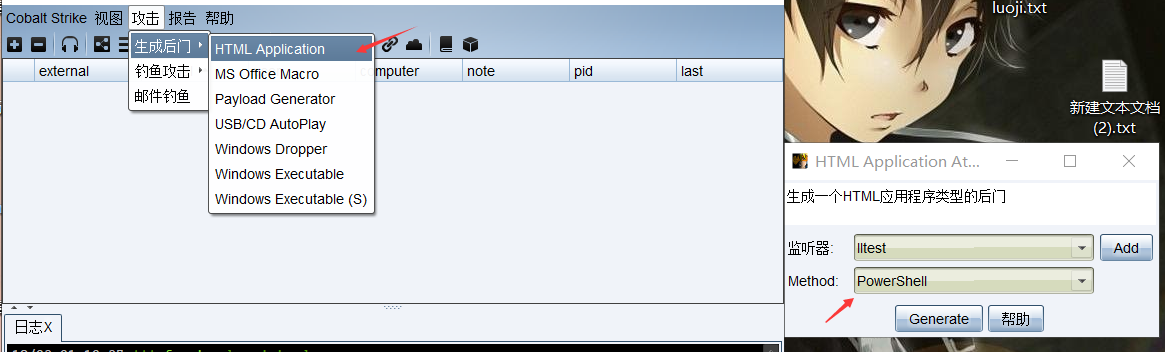 Cobalt Strike 视图 攻击 报告 帮助
生成后门
钓鱼攻击
邮件钓鱼
HTML Application
MS Office Macro
Payload Generator
USB/CD AutoPlay
Windows Dropper
Windows Executable
Windows Executable (S)
external computer note pid last
日志X
luoji.txt
新建文本文档
(2).txt
HTML Application At...
生成一个HTML应用程序类型的后门
监听器: lltest Add
Method: PowerShell
Generate 帮助